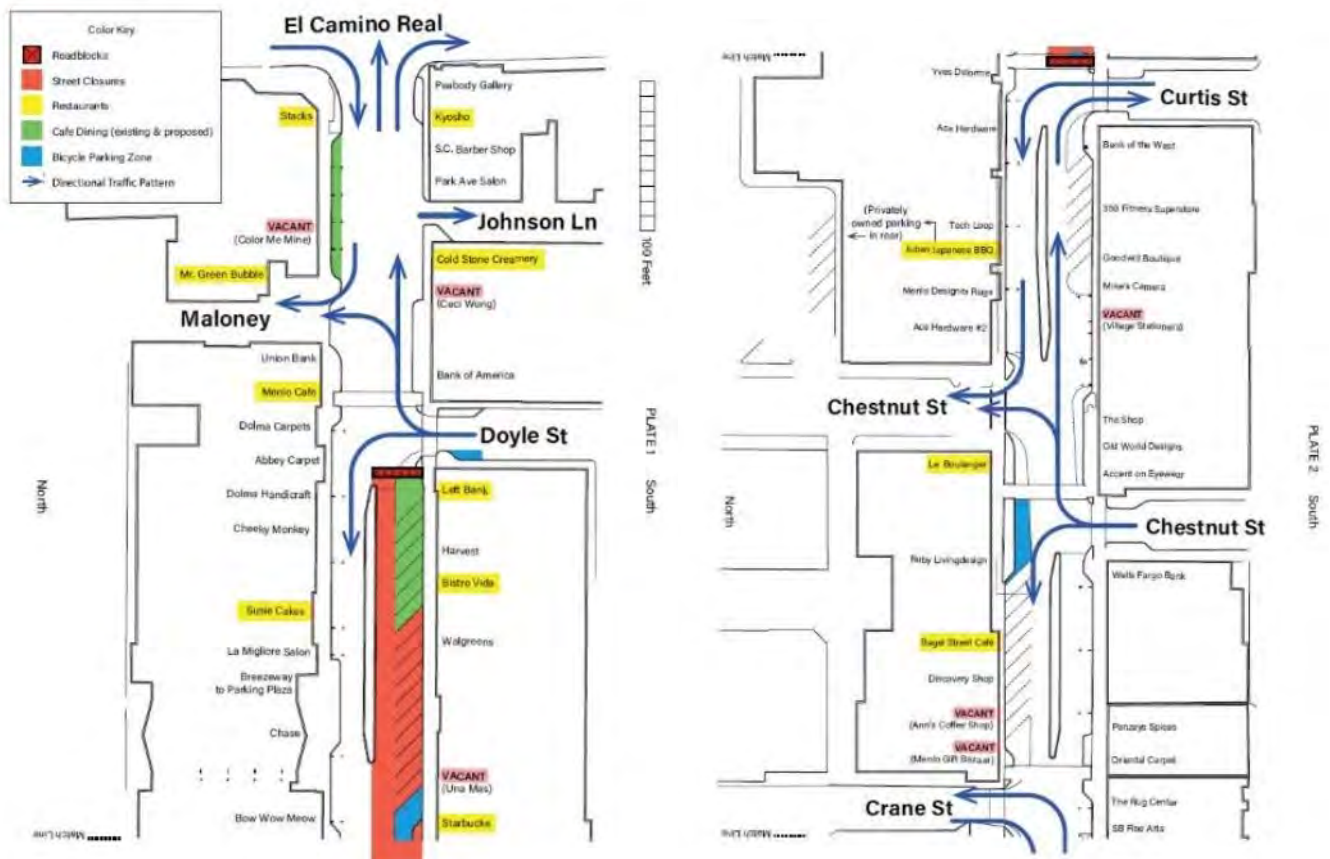 Color Key
Roadblocks
Street Closures
Restaurants
Cafe Dining (existing & proposed)
Bicycle Parking Zone
Directional Traffic Pattern
El Camino Real
Stacks
VACANT
(Color Me Mine)
Mr. Green Bubble
Maloney
Union Bank
Menlo Cafe
Dolma Carpets
Abbey Carpet
Dolma Handicraft
Cheeky Monkey
Susie Cakes
La Migliore Salon
Breezeway
to Parking Plaza
Chase
Bow Wow Meow
North
Match Line
Peabody Gallery
Kyosho
S.C. Barber Shop
Park Ave Salon
Johnson Ln
Cold Stone Creamery
VACANT
(Ceci Wong)
Bank of America
Doyle St
Left Bank
Harvest
Bistro Vida
Walgreens
VACANT
(Una Mas)
Starbucks
100 Feet
PLATE 1
South
Match Line
Yves Delorme
Ace Hardware
(Privately
owned parking
in rear)
Tech Loop
Juban Japanese BBQ
Menlo Designer Rugs
Ace Hardware #2
Chestnut St
Le Boulanger
Ruby Livingdesign
Bagel Street Café
Discovery Shop
VACANT
(Ann's Coffee Shop)
VACANT
(Menlo Gift Bazaar)
Crane St
North
Match Line
Curtis St
Bank of the West
350 Fitness Superstore
Goodwill Boutique
Mike's Camera
VACANT
(Village Stationers)
The Shop
Old World Designs
Accent on Eyewear
Chestnut St
Wells Fargo Bank
Penzeys Spices
Oriental Carpet
The Rug Center
SB Fine Arts
PLATE 2
South